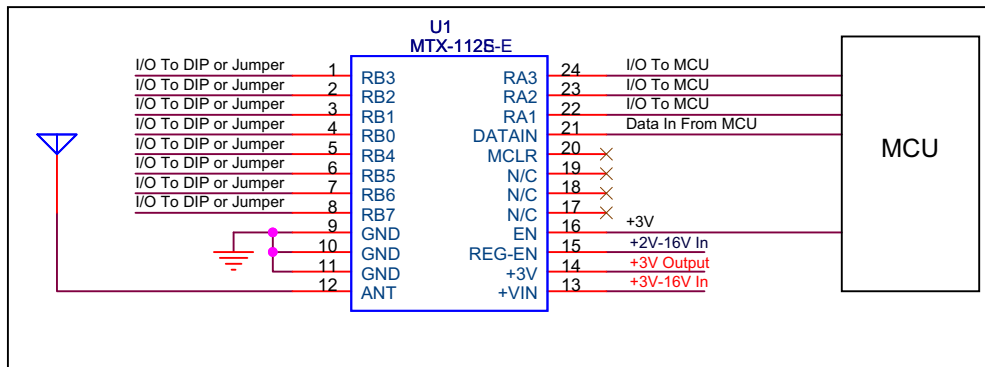 U1
MTX-112S-E
I/O To DIP or Jumper 1 RB3 RA3 24 I/O To MCU
I/O To DIP or Jumper 2 RB2 RA2 23 I/O To MCU
I/O To DIP or Jumper 3 RB1 RA1 22 I/O To MCU
I/O To DIP or Jumper 4 RB0 DATAIN 21 Data In From MCU
I/O To DIP or Jumper 5 RB4 MCLR 20
I/O To DIP or Jumper 6 RB5 N/C 19
I/O To DIP or Jumper 7 RB6 N/C 18
I/O To DIP or Jumper 8 RB7 N/C 17
9 GND EN 16 +3V
10 GND REG-EN 15 +2V-16V In
11 GND +3V 14 +3V Output
12 ANT +VIN 13 +3V-16V In
MCU